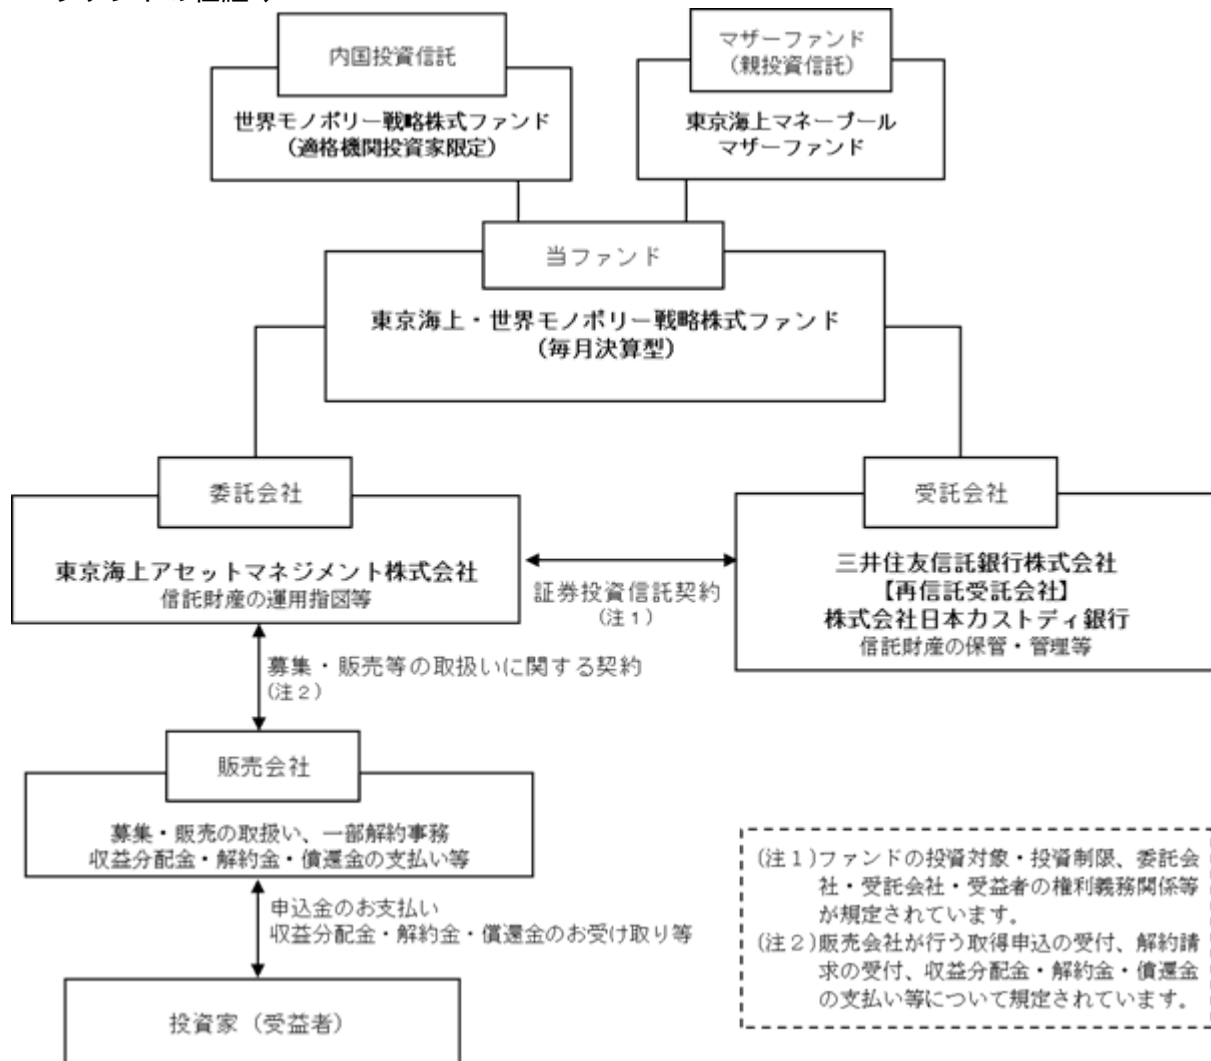 内国投資信託
マザーファンド
(親投資信託)
世界モノポリー戦略株式ファンド
(適格機関投資家限定)
東京海上マネープール
マザーファンド
当ファンド
東京海上・世界モノポリー戦略株式ファンド
(毎月決算型)
委託会社
受託会社
東京海上アセットマネジメント株式会社
信託財産の運用指図等
証券投資信託契約
(注1)
三井住友信託銀行株式会社
【再信託受託会社】
株式会社日本カストディ銀行
信託財産の保管・管理等
募集・販売等の取扱いに関する契約
(注2)
販売会社
募集・販売の取扱い、一部解約事務
収益分配金・解約金・償還金の支払い等
申込金のお支払い
収益分配金・解約金・償還金のお受け取り等
投資家（受益者）
(注1)ファンドの投資対象・投資制限、委託会
社・受託会社・受益者の権利義務関係等
が規定されています。
(注2)販売会社が行う取得申込の受付、解約請
求の受付、収益分配金・解約金・償還金
の支払い等について規定されています。